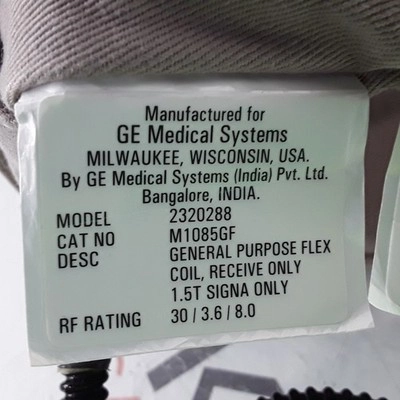 Manufactured for
GE Medical Systems
MILWAUKEE, WISCONSIN, USA.
By GE Medical Systems (India) Pvt. Ltd.
Bangalore, INDIA.
MODEL 2320288
CAT NO M1085GF
DESC GENERAL PURPOSE FLEX
COIL, RECEIVE ONLY
1.5T SIGNA ONLY
RF RATING 30 / 3.6 / 8.0